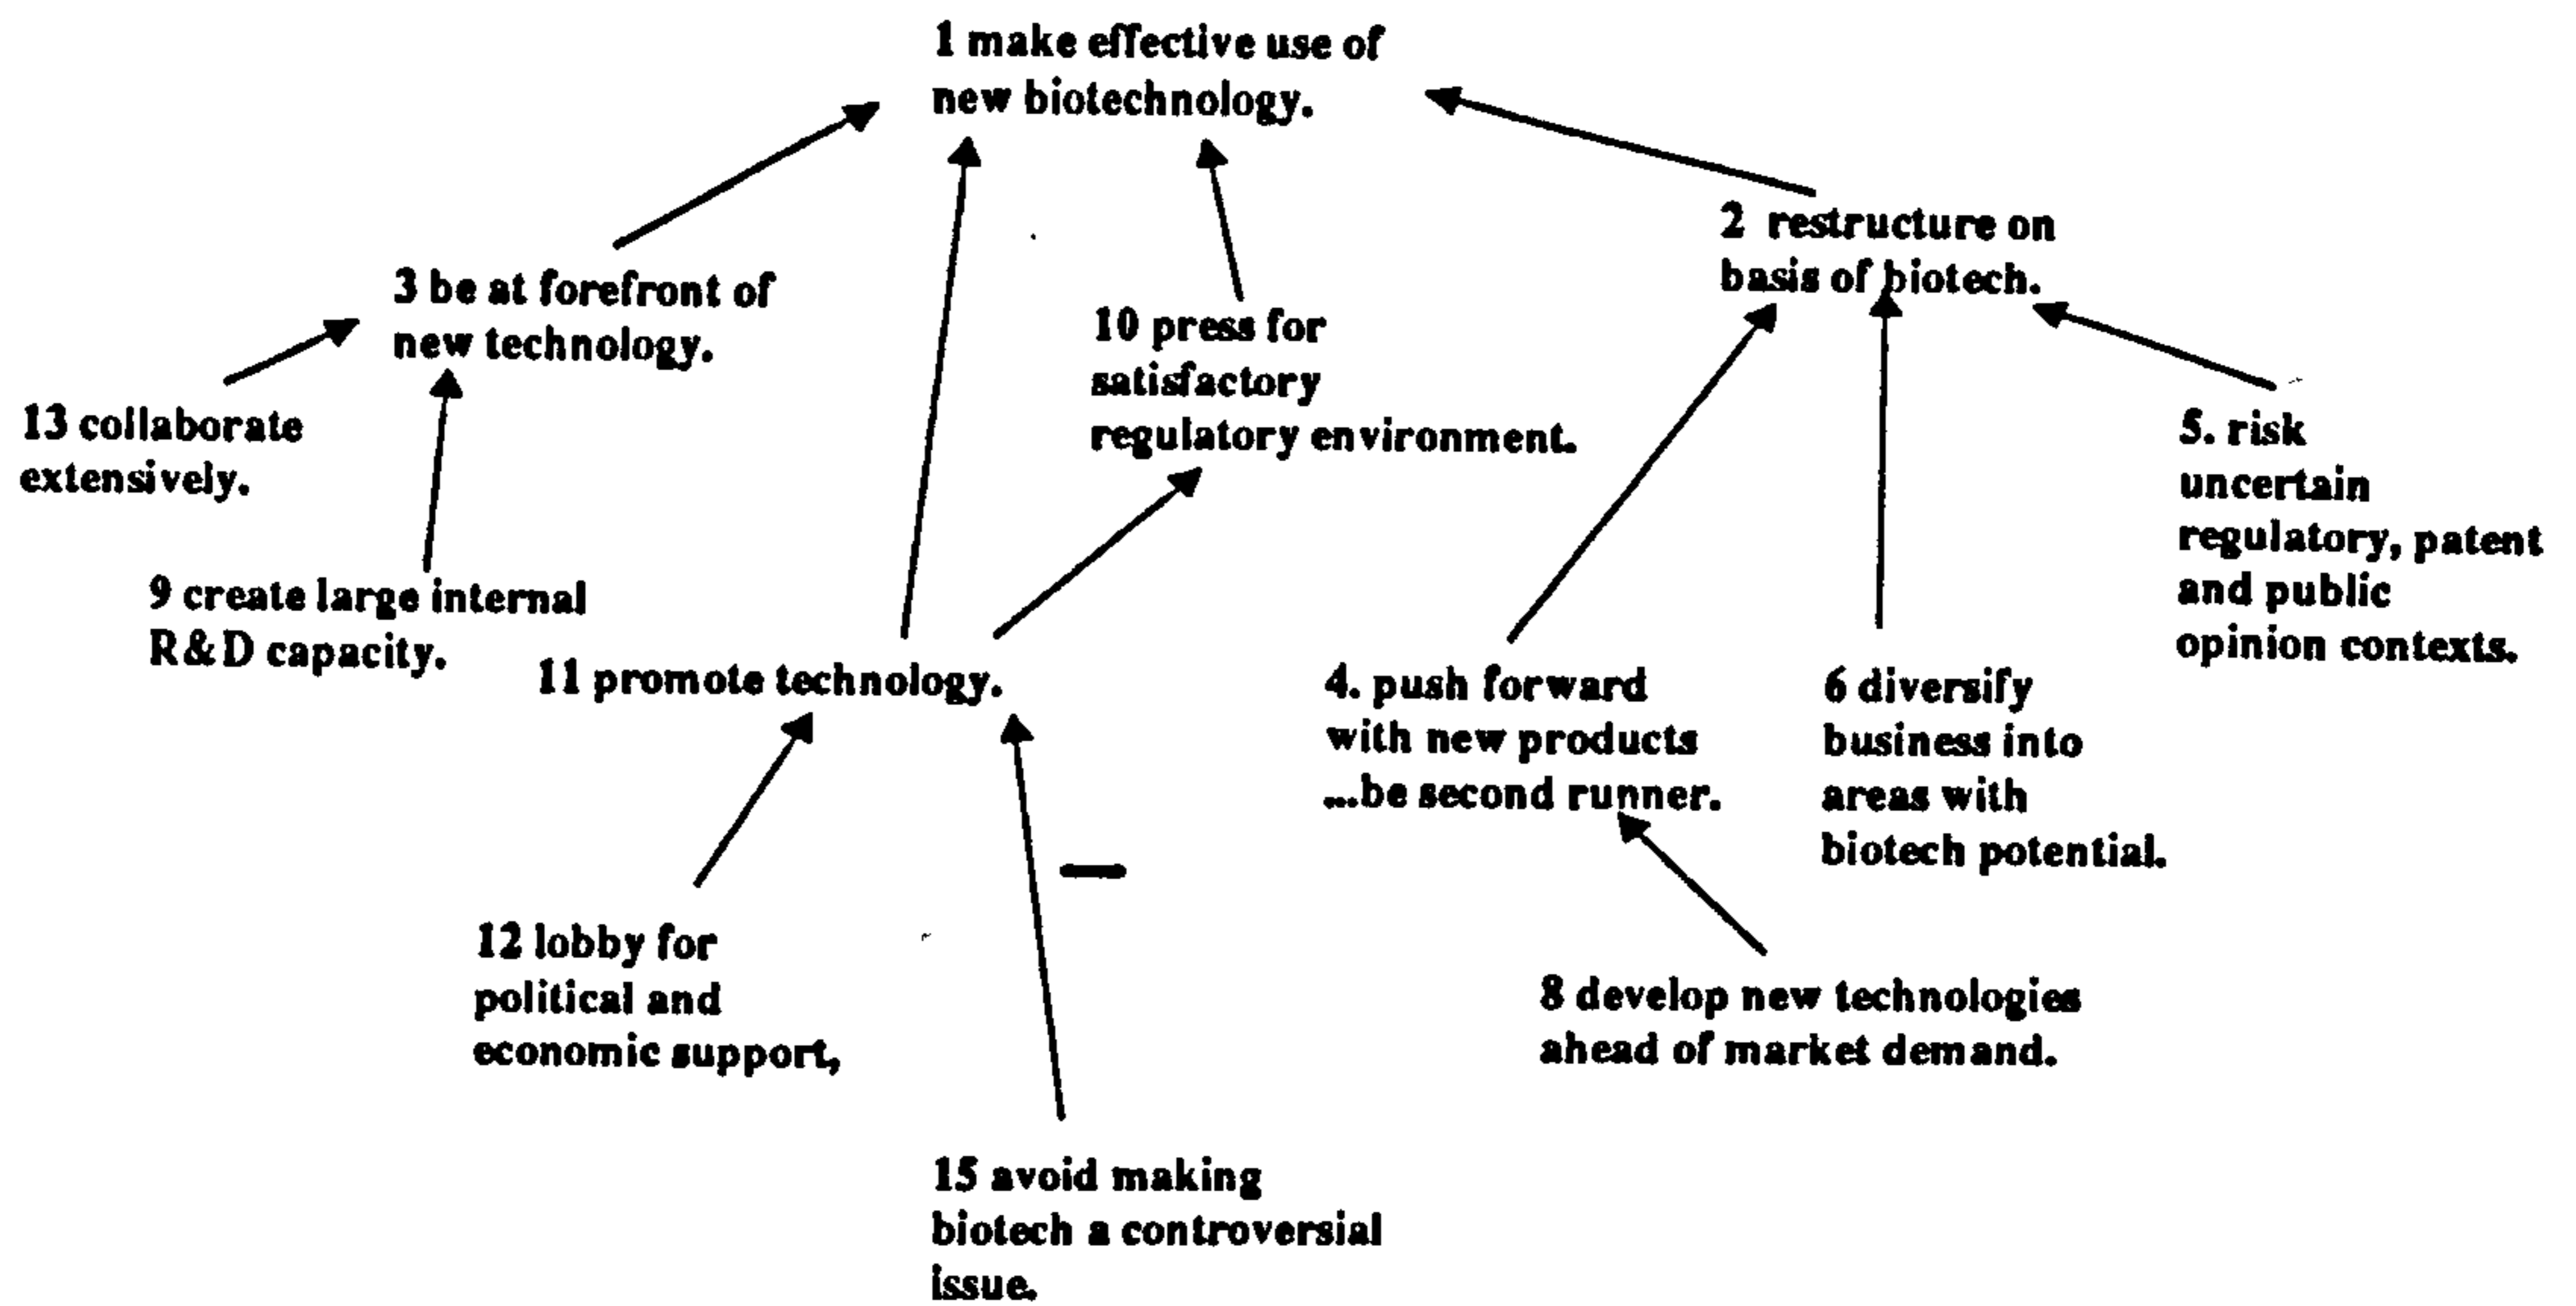 1 make effective use of
new biotechnology.
2 restructure on
basis of biotech.
3 be at forefront of
new technology.
10 press for
satisfactory
regulatory environment.
13 collaborate
extensively.
5. risk
uncertain
regulatory, patent
and public
opinion contexts.
9 create large internal
R&D capacity.
11 promote technology.
4. push forward
with new products
...be second runner.
6 diversify
business into
areas with
biotech potential.
12 lobby for
political and
economic support,
8 develop new technologies
ahead of market demand.
15 avoid making
biotech a controversial
issue.